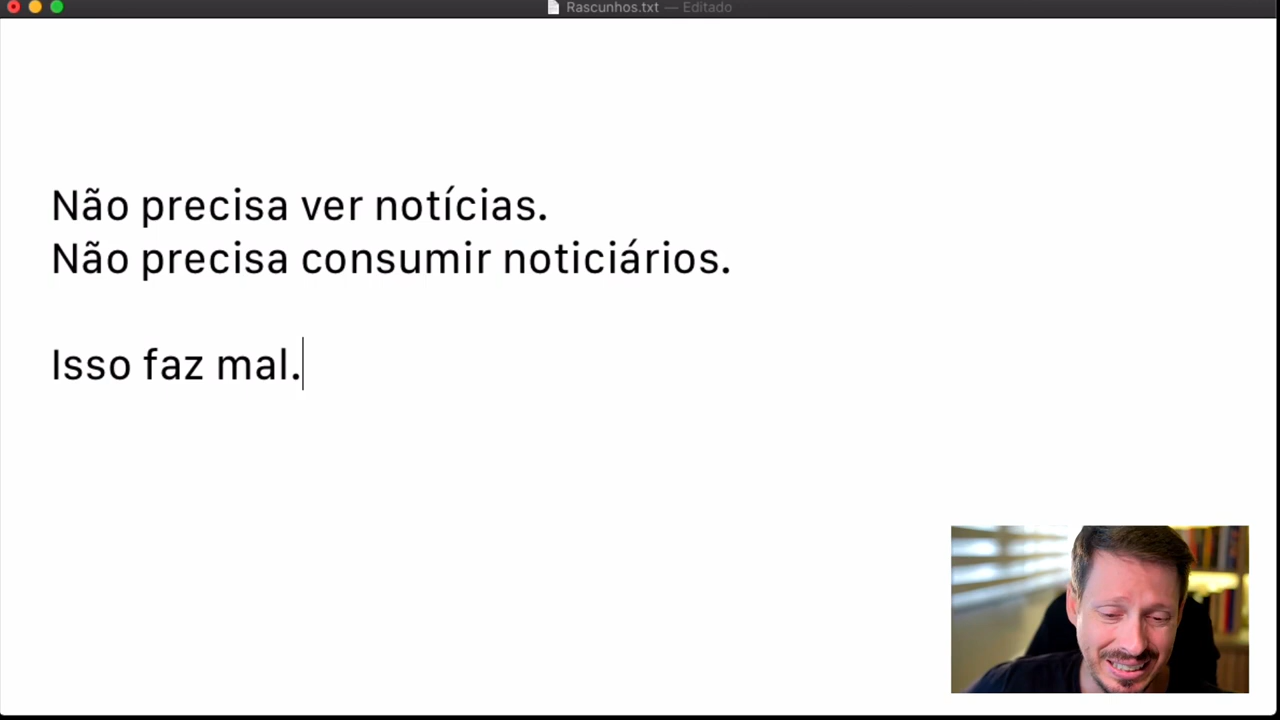 Rascunhos.txt — Editado
Não precisa ver notícias.
Não precisa consumir noticiários.
Isso faz mal.